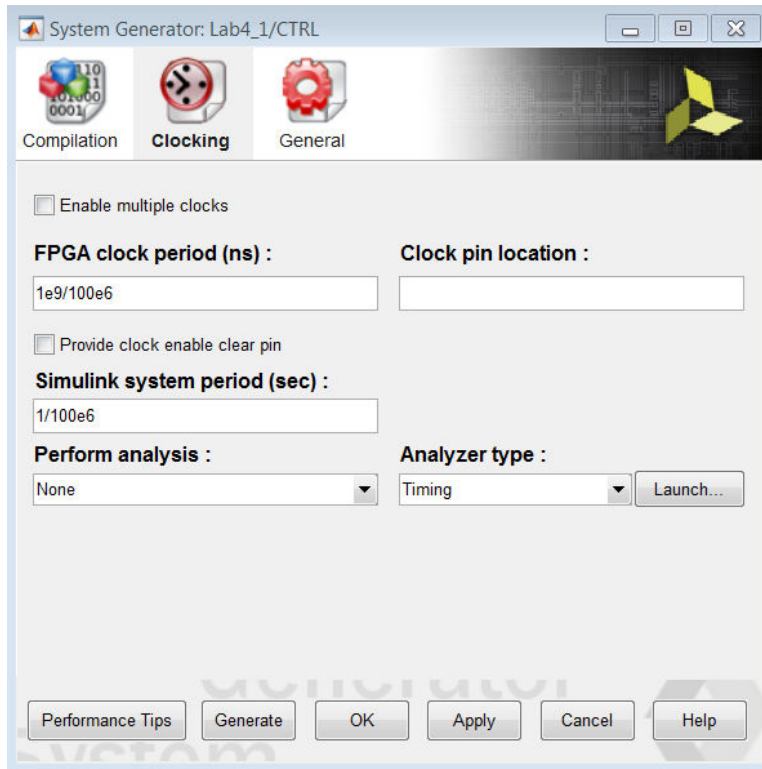 System Generator: Lab4_1/CTRL
Compilation
Clocking
General
Enable multiple clocks
FPGA clock period (ns) :
Clock pin location :
1e9/100e6
Provide clock enable clear pin
Simulink system period (sec) :
1/100e6
Perform analysis :
Analyzer type :
None
Timing
Launch...
Generator
System
Performance Tips
Generate
OK
Apply
Cancel
Help